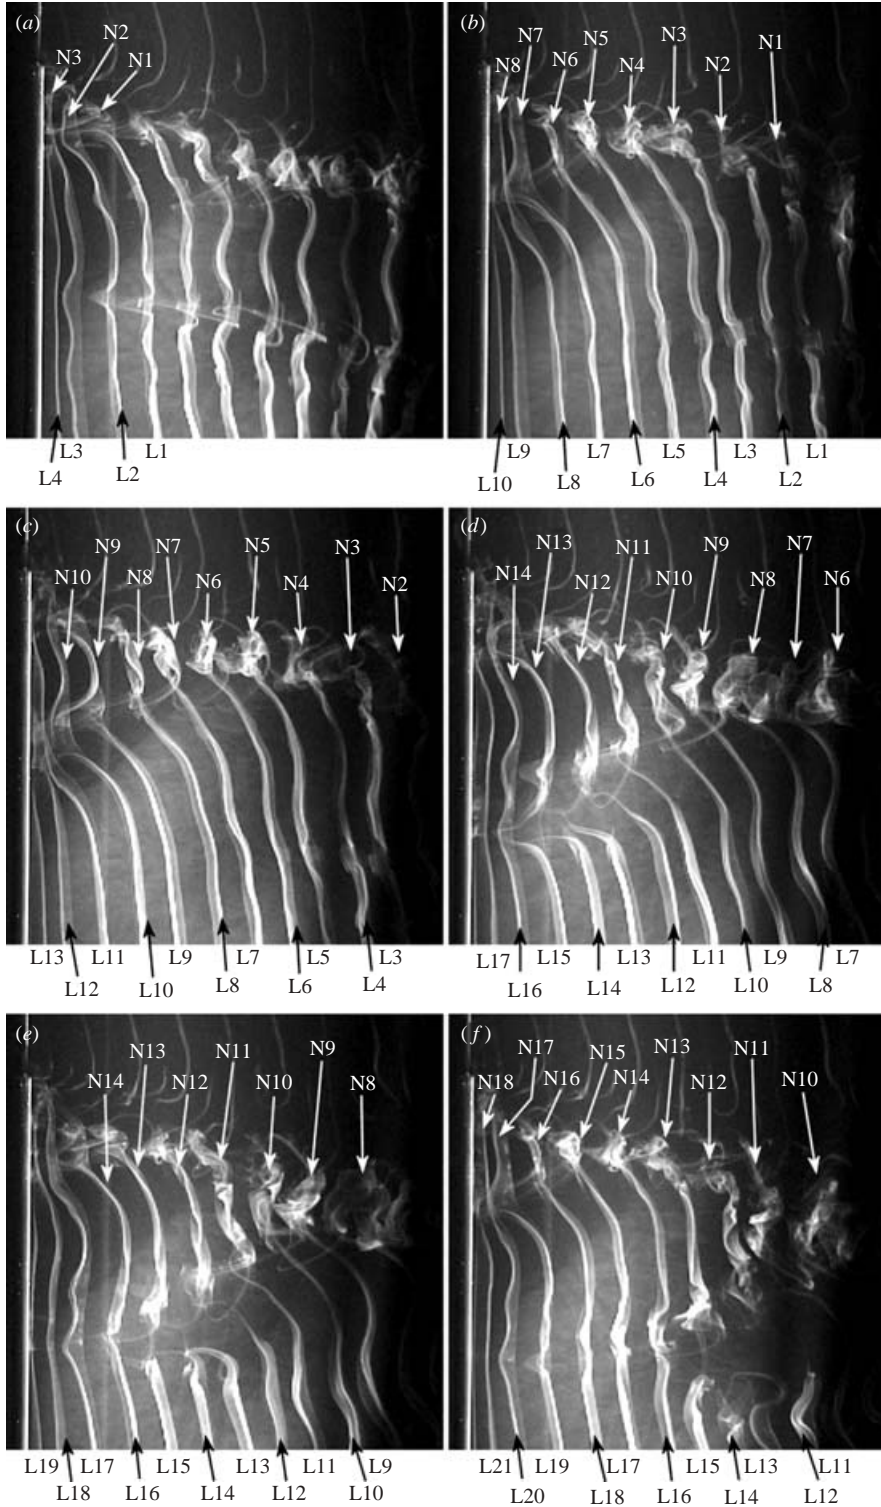 (a)
N3 N2 N1
L4 L3 L2 L1
(b)
N8 N7 N6 N5 N4 N3 N2 N1
L10 L9 L8 L7 L6 L5 L4 L3 L2 L1
(c)
N10 N9 N8 N7 N6 N5 N4 N3 N2
L13 L12 L11 L10 L9 L8 L7 L6 L5 L4 L3
(d)
N14 N13 N12 N11 N10 N9 N8 N7 N6
L17 L16 L15 L14 L13 L12 L11 L10 L9 L8 L7
(e)
N14 N13 N12 N11 N10 N9 N8
L19 L18 L17 L16 L15 L14 L13 L12 L11 L10 L9
(f)
N18 N17 N16 N15 N14 N13 N12 N11 N10
L21 L20 L19 L18 L17 L16 L15 L14 L13 L12 L11